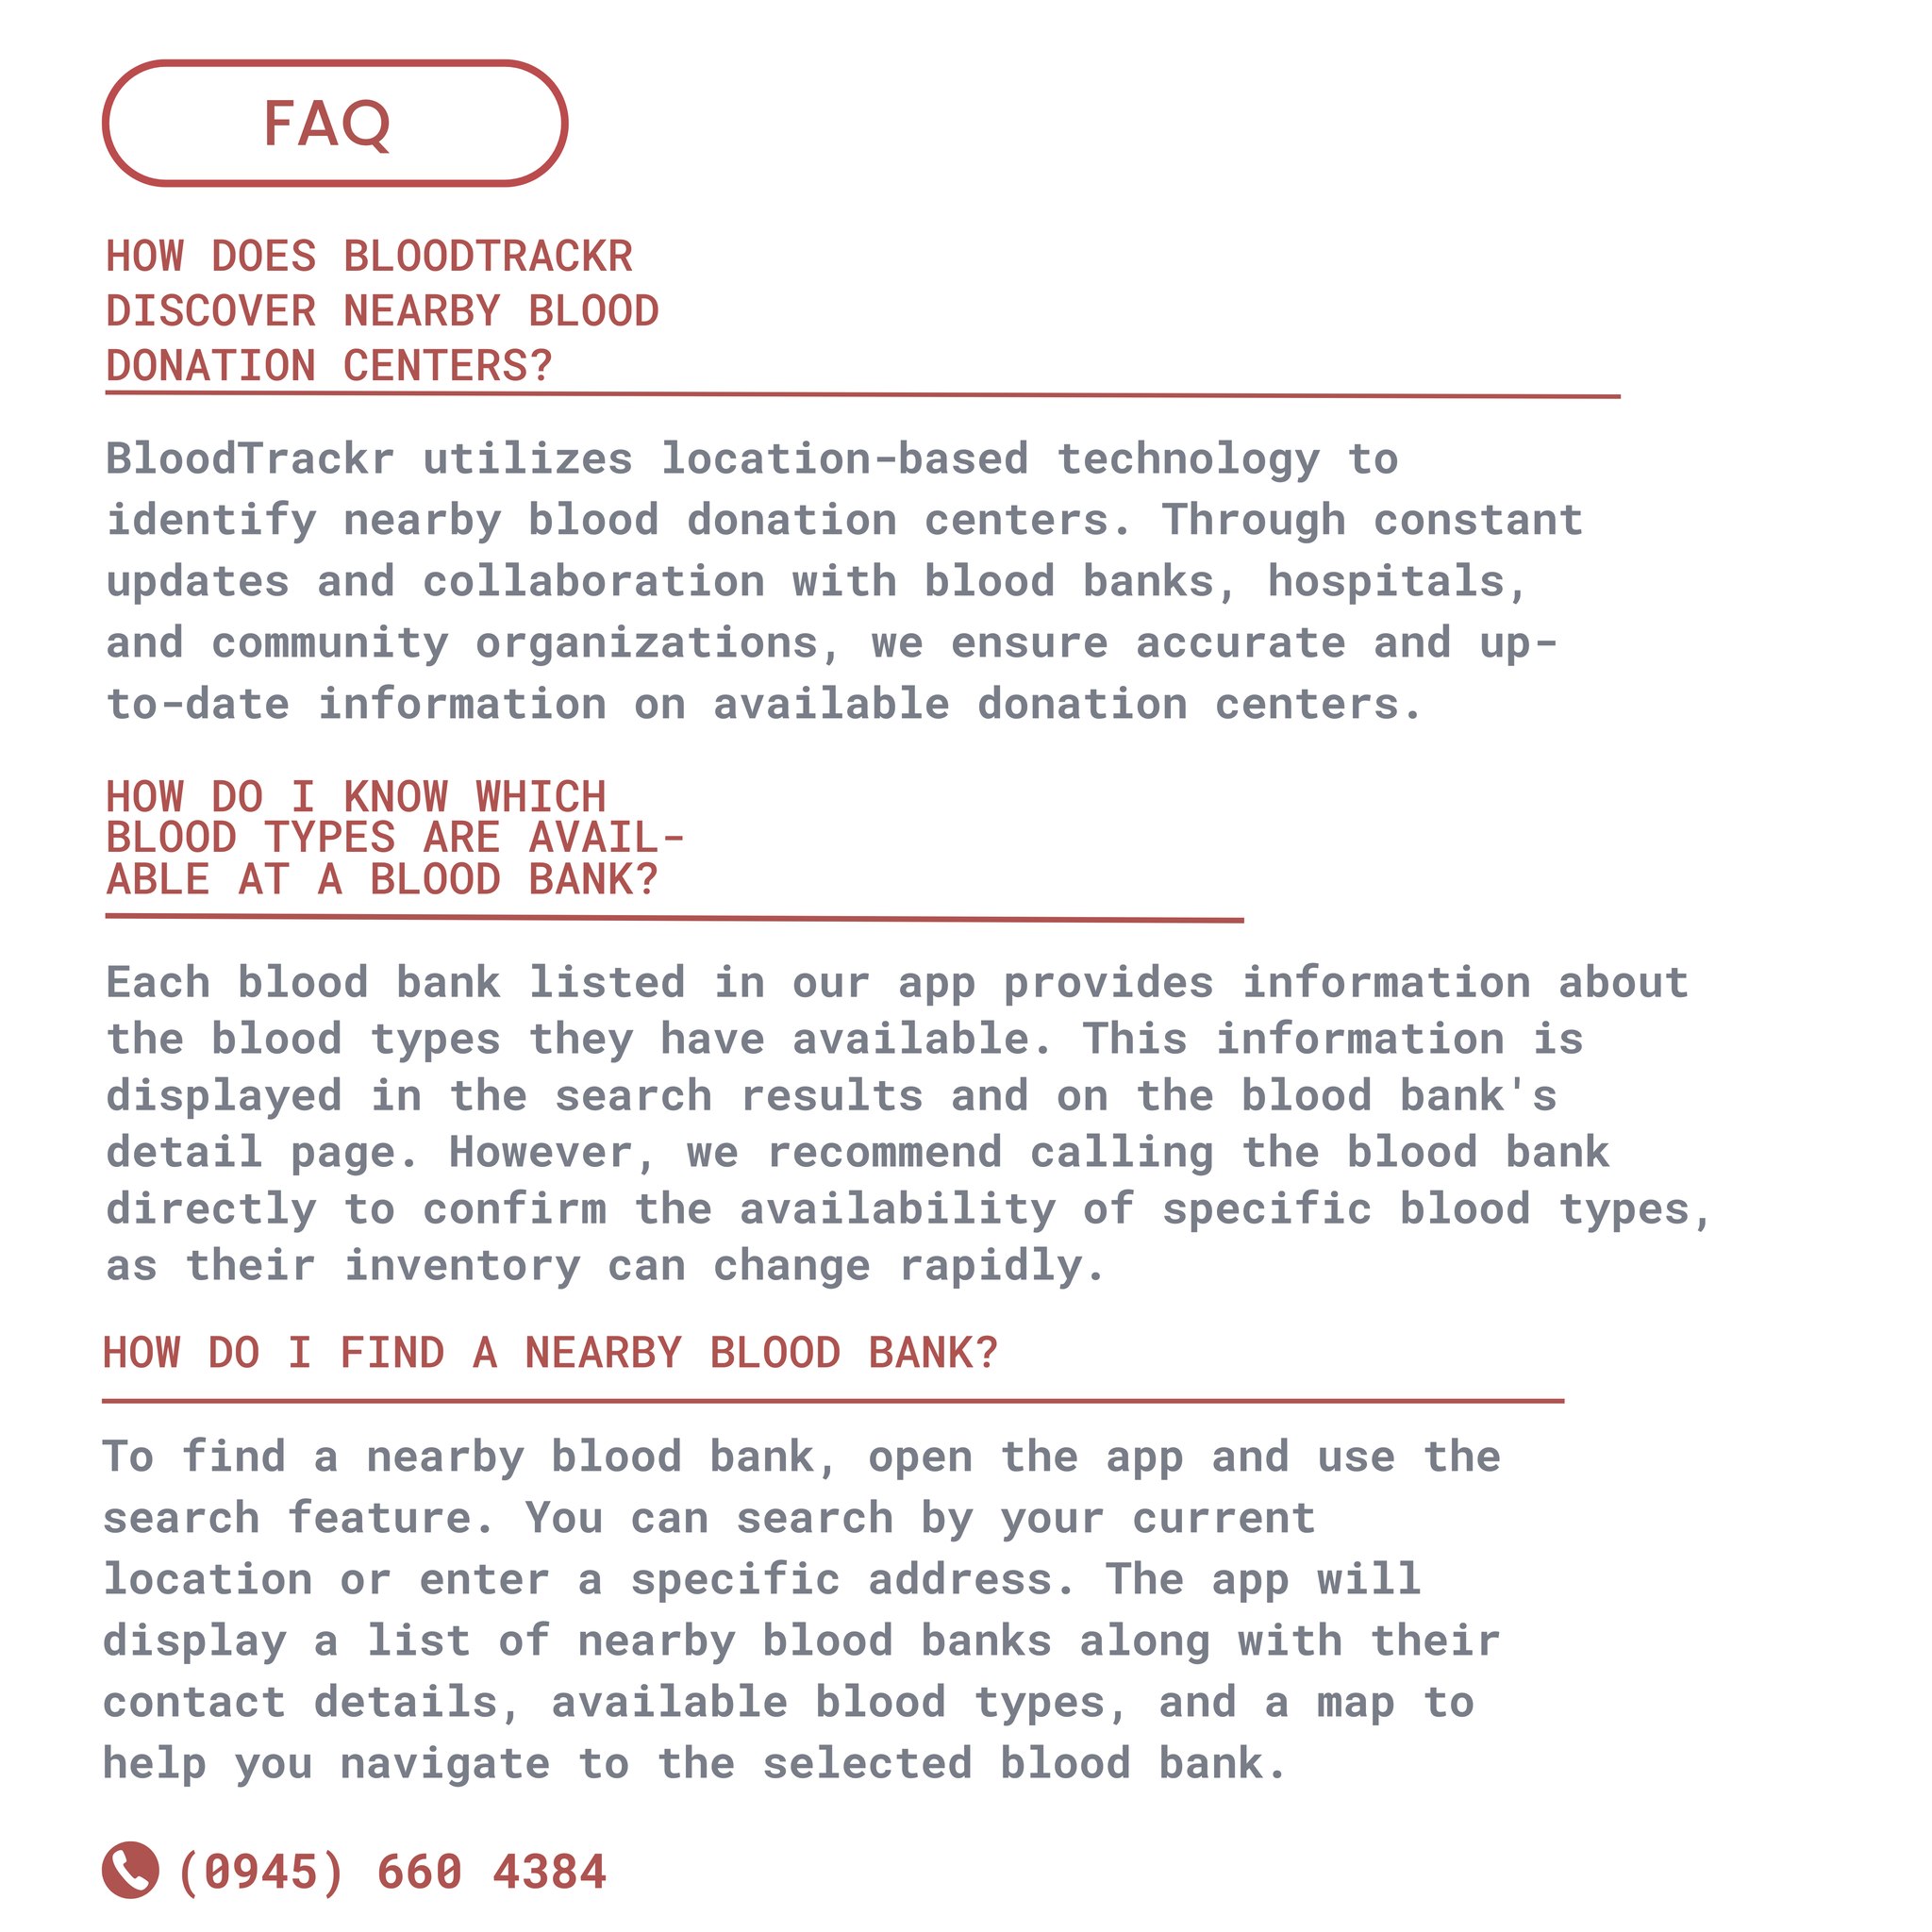 FAQ
HOW DOES BLOODTRACKR
DISCOVER NEARBY BLOOD
DONATION CENTERS?
BloodTrackr utilizes location-based technology to
identify nearby blood donation centers. Through constant
updates and collaboration with blood banks, hospitals,
and community organizations, we ensure accurate and up-
to-date information on available donation centers.
HOW DO I KNOW WHICH
BLOOD TYPES ARE AVAIL-
ABLE AT A BLOOD BANK?
Each blood bank listed in our app provides information about
the blood types they have available. This information is
displayed in the search results and on the blood bank's
detail page. However, we recommend calling the blood bank
directly to confirm the availability of specific blood types,
as their inventory can change rapidly.
HOW DO I FIND A NEARBY BLOOD BANK?
To find a nearby blood bank, open the app and use the
search feature. You can search by your current
location or enter a specific address. The app will
display a list of nearby blood banks along with their
contact details, available blood types, and a map to
help you navigate to the selected blood bank.
(0945) 660 4384